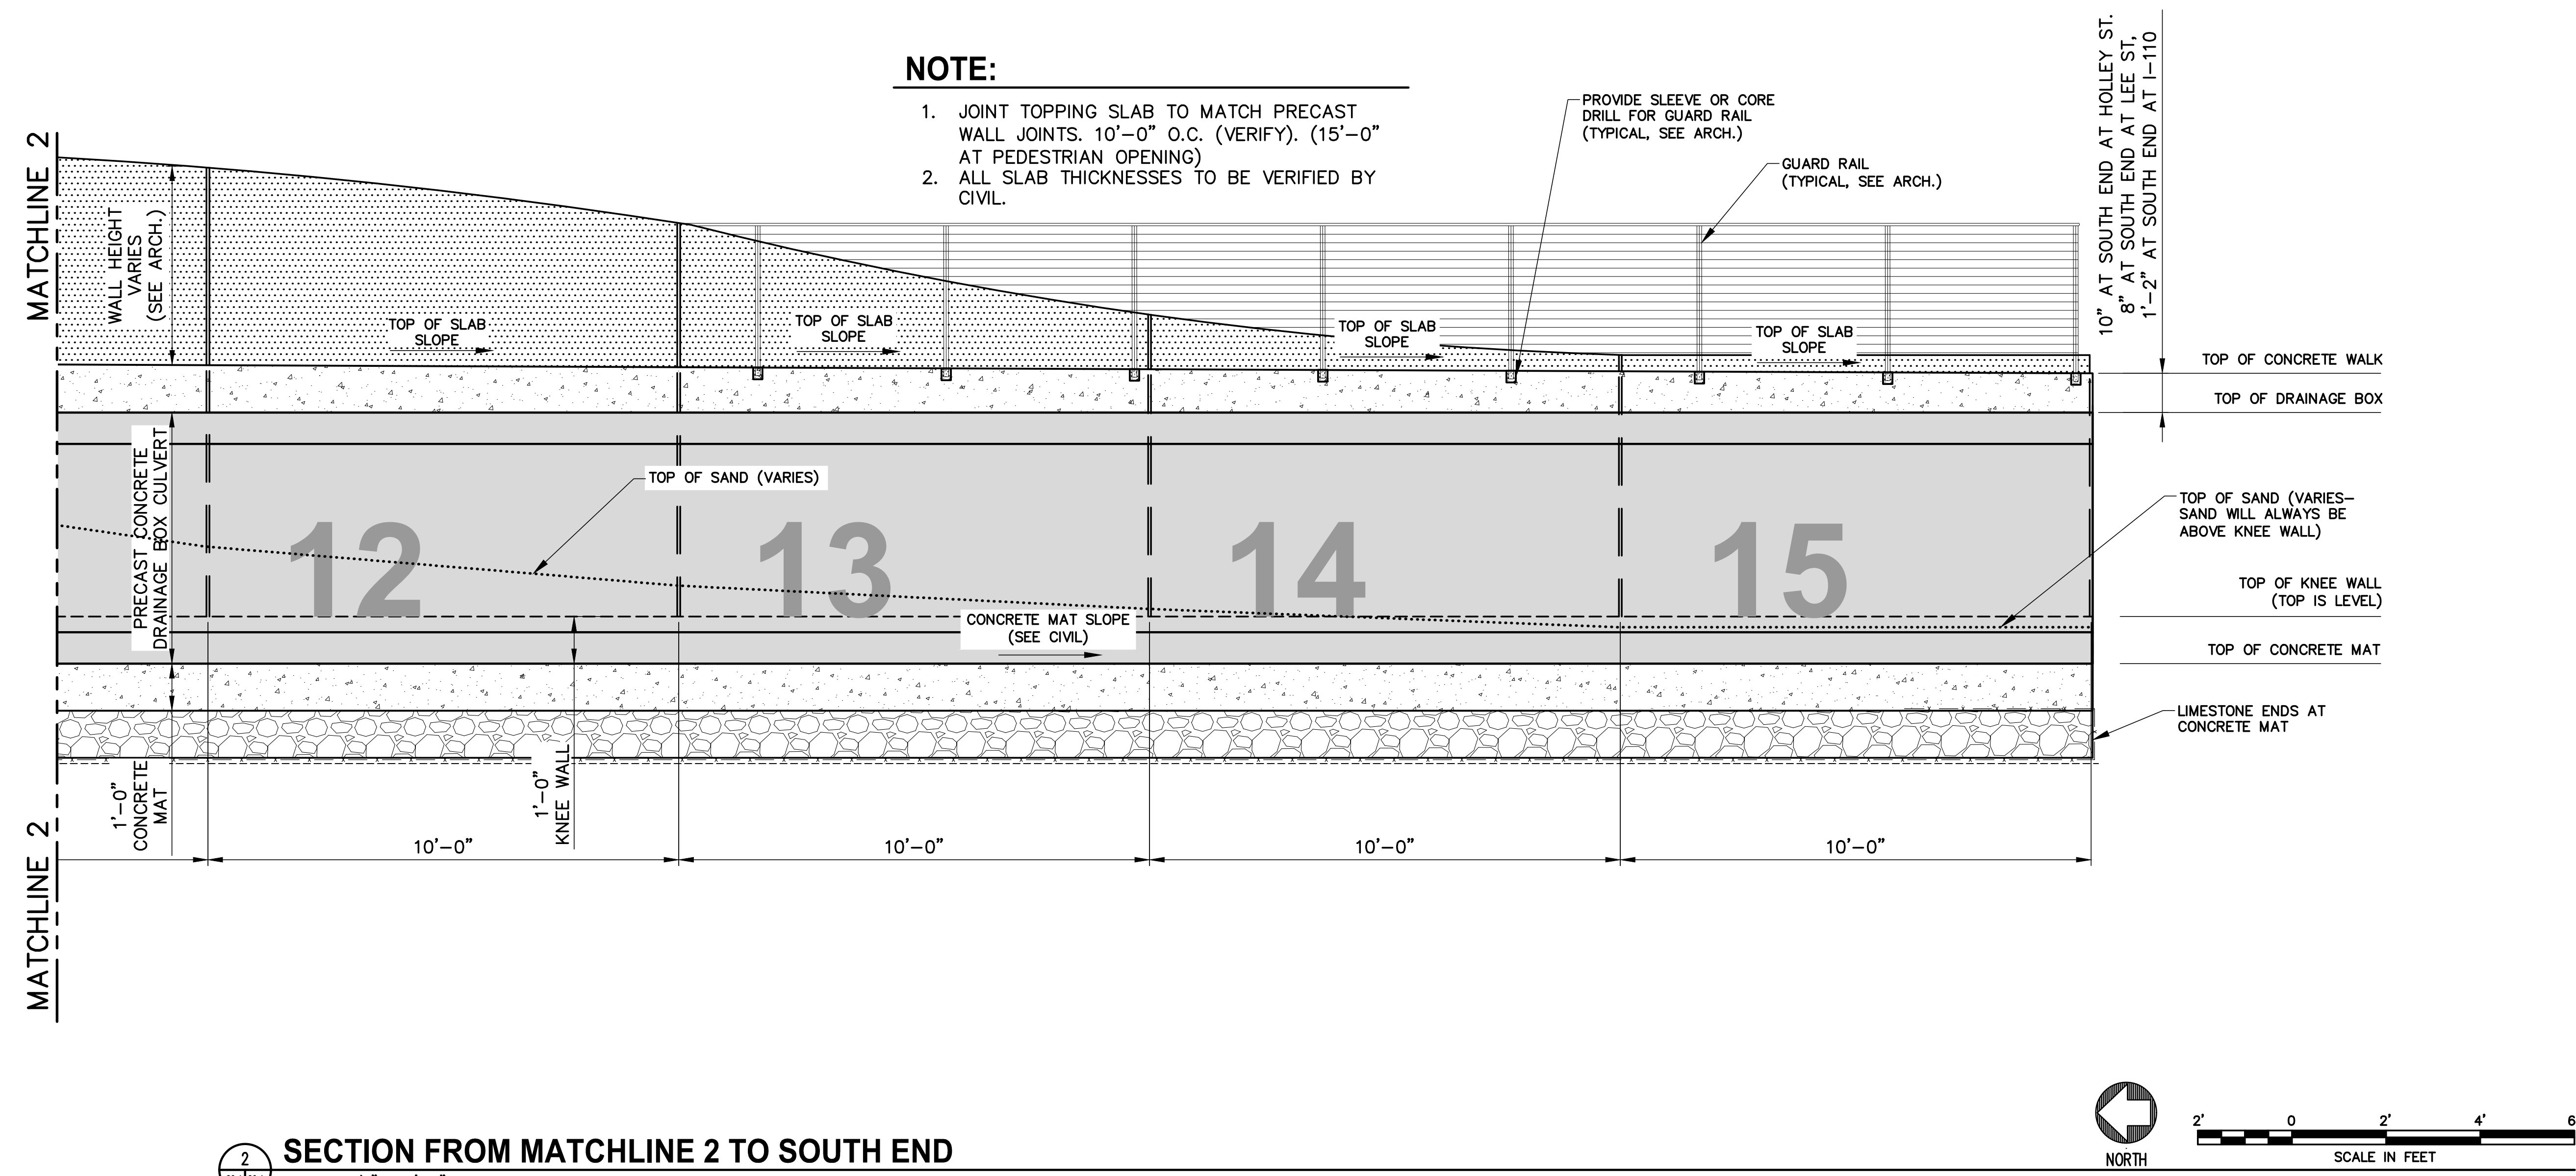 NOTE:
1. JOINT TOPPING SLAB TO MATCH PRECAST
WALL JOINTS. 10'-0" O.C. (VERIFY). (15'-0"
AT PEDESTRIAN OPENING)
2. ALL SLAB THICKNESSES TO BE VERIFIED BY
CIVIL.
PROVIDE SLEEVE OR CORE
DRILL FOR GUARD RAIL
(TYPICAL, SEE ARCH.)
GUARD RAIL
(TYPICAL, SEE ARCH.)
10" AT SOUTH END AT HOLLEY ST.
8" AT SOUTH END AT LEE ST,
1'-2" AT SOUTH END AT I-110
MATCHLINE 2
WALL HEIGHT
VARIES
(SEE ARCH.)
TOP OF SLAB
SLOPE
TOP OF SLAB
SLOPE
TOP OF SLAB
SLOPE
TOP OF SLAB
SLOPE
TOP OF CONCRETE WALK
TOP OF DRAINAGE BOX
PRECAST CONCRETE
DRAINAGE BOX CULVERT
TOP OF SAND (VARIES)
12
13
14
15
TOP OF SAND (VARIES-
SAND WILL ALWAYS BE
ABOVE KNEE WALL)
TOP OF KNEE WALL
(TOP IS LEVEL)
CONCRETE MAT SLOPE
(SEE CIVIL)
TOP OF CONCRETE MAT
LIMESTONE ENDS AT
CONCRETE MAT
1'-0"
CONCRETE
MAT
1'-0"
KNEE WALL
MATCHLINE 2
10'-0"
10'-0"
10'-0"
10'-0"
2
SECTION FROM MATCHLINE 2 TO SOUTH END
NORTH
2' 0 2' 4' 6
SCALE IN FEET